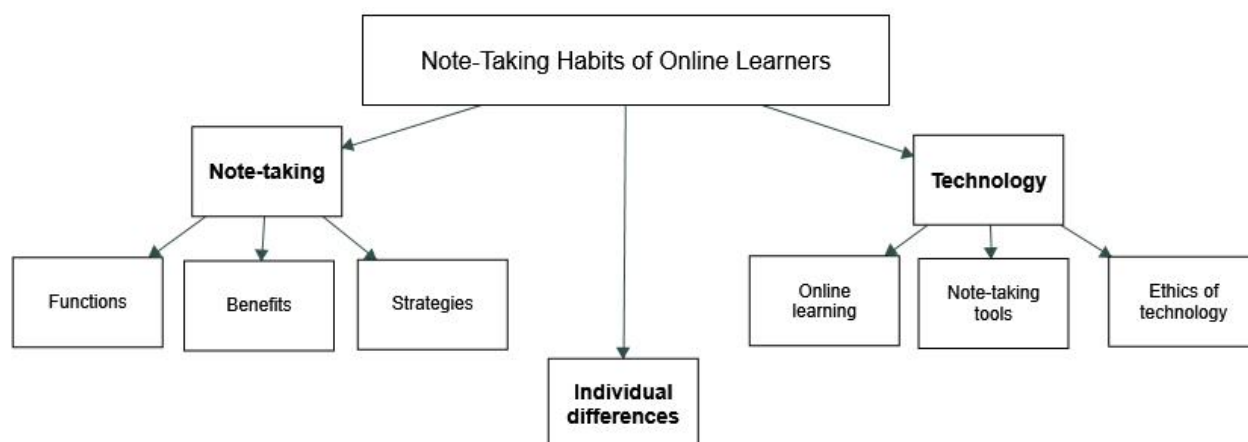 Note-Taking Habits of Online Learners
Note-taking
Technology
Functions
Benefits
Strategies
Online
learning
Note-taking
tools
Ethics of
technology
Individual
differences